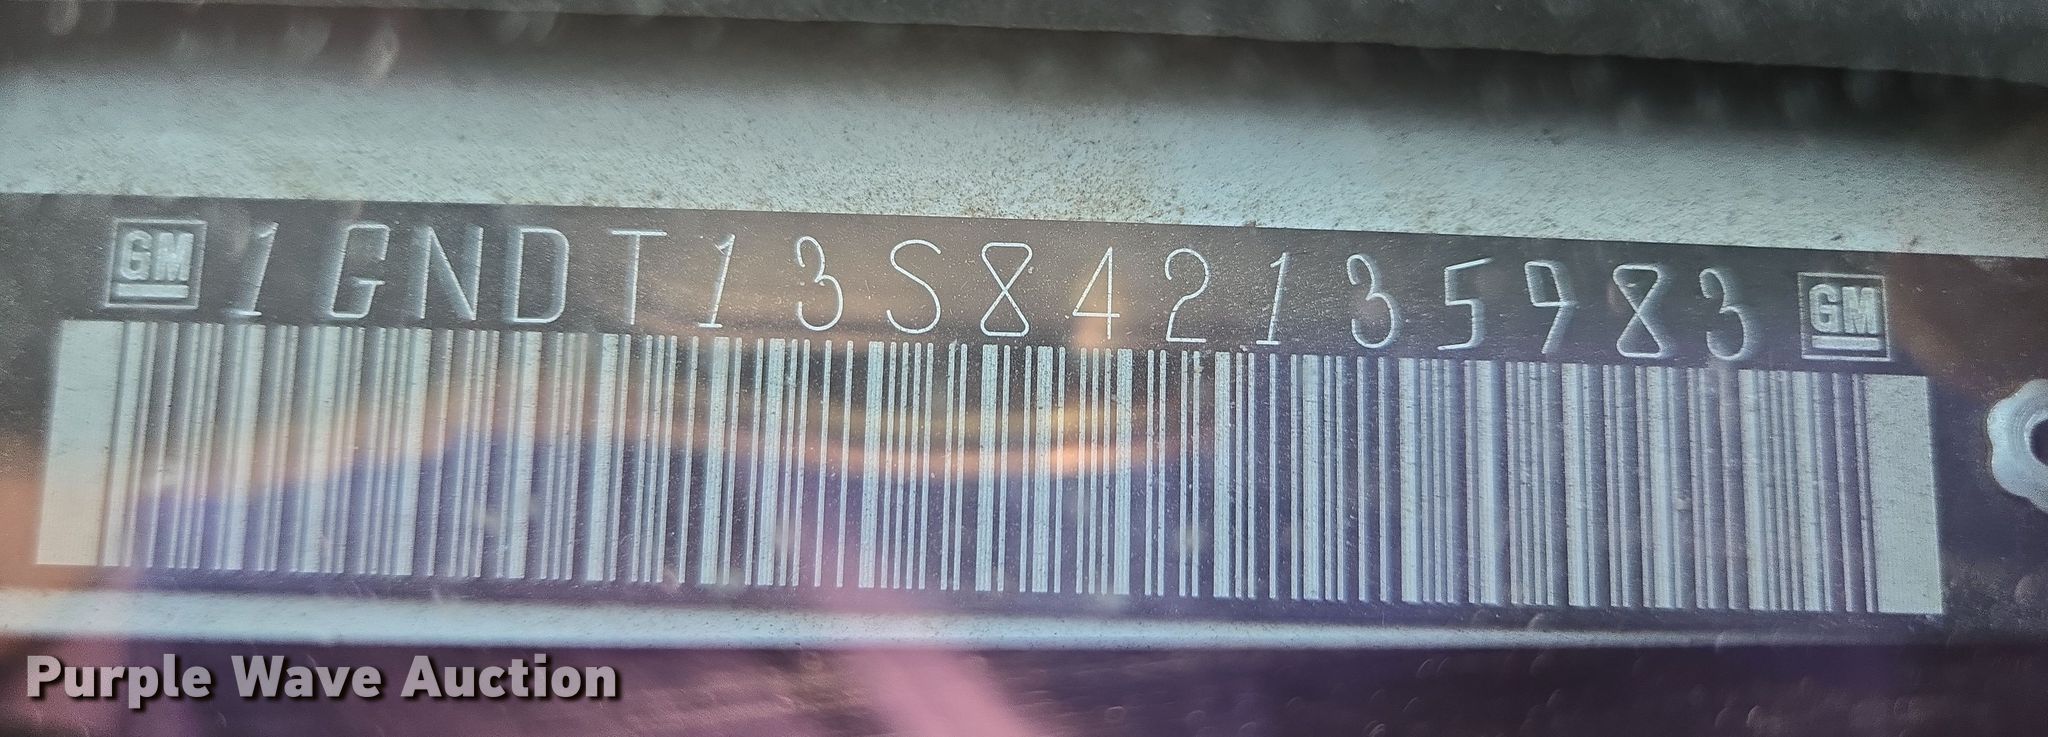 GM 1GNDT13S842135983 GM
Purple Wave Auction